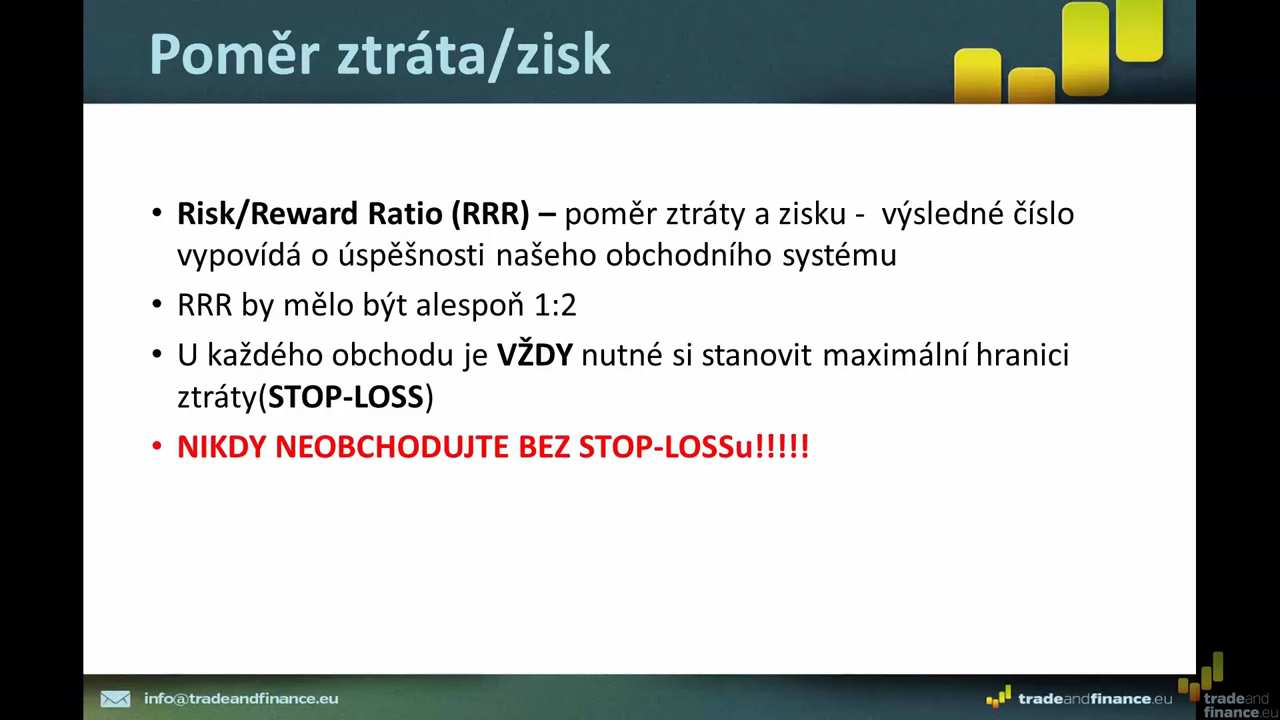 Poměr ztráta/zisk
• Risk/Reward Ratio (RRR) – poměr ztráty a zisku - výsledné číslo
vypovídá o úspěšnosti našeho obchodního systému
• RRR by mělo být alespoň 1:2
• U každého obchodu je VŽDY nutné si stanovit maximální hranici
ztráty(STOP-LOSS)
• NIKDY NEOBCHODUJTE BEZ STOP-LOSSu!!!!!
info@tradeandfinance.eu
tradeandfinance.eu
tradeand
finance.eu